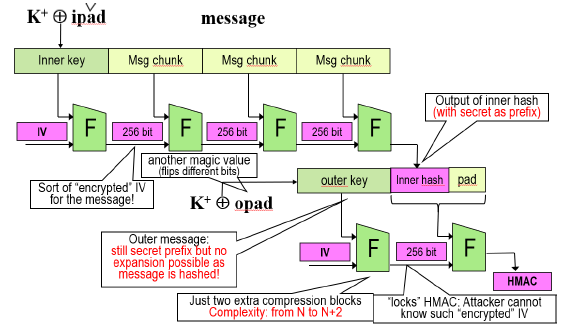 K+ ⊕ ipad
message
Inner key
Msg chunk
Msg chunk
Msg chunk
Output of inner hash
(with secret as prefix)
IV
F
256 bit
F
256 bit
F
256 bit
F
another magic value
(flips different bits)
Sort of “encrypted” IV
for the message!
outer key
Inner hash
pad
K+ ⊕ opad
Outer message:
still secret prefix but no
expansion possible as
message is hashed!
IV
F
256 bit
F
HMAC
Just two extra compression blocks
Complexity: from N to N+2
“locks” HMAC: Attacker cannot
know such “encrypted” IV